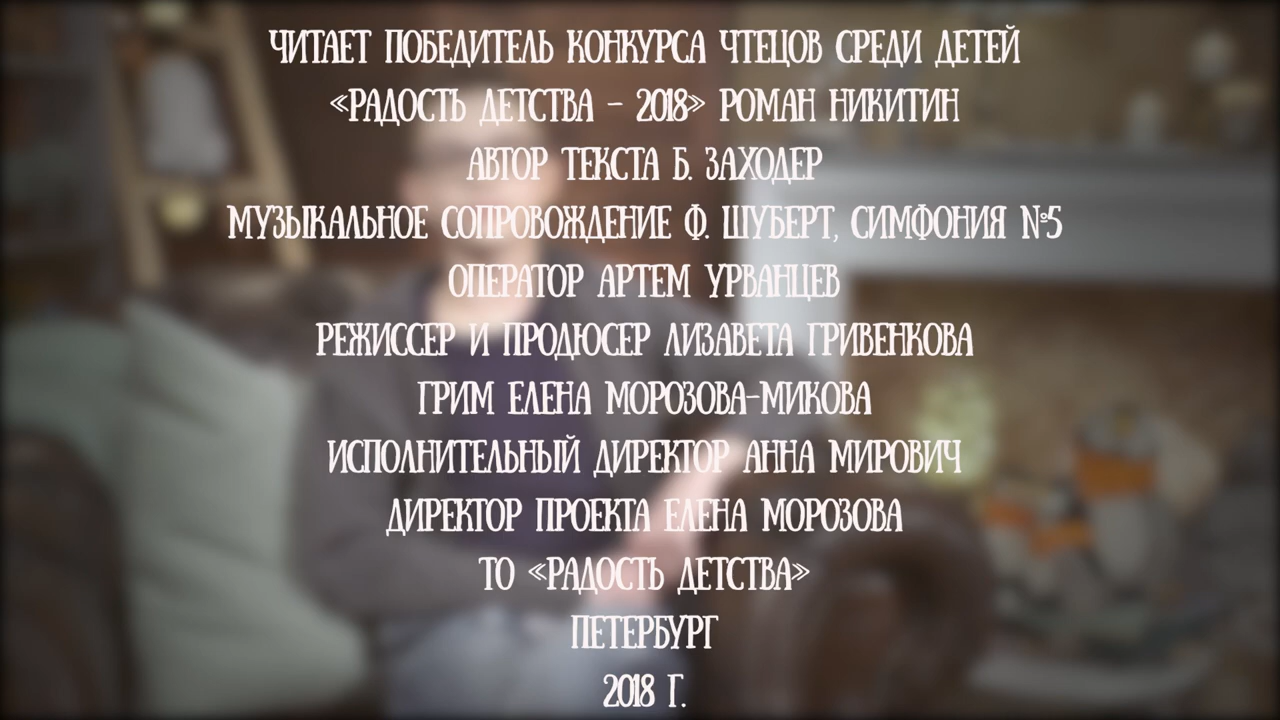 ЧИТАЕТ ПОБЕДИТЕЛЬ КОНКУРСА ЧТЕЦОВ СРЕДИ ДЕТЕЙ
«РАДОСТЬ ДЕТСТВА - 2018» РОМАН НИКИТИН
АВТОР ТЕКСТА Б. ЗАХОДЕР
МУЗЫКАЛЬНОЕ СОПРОВОЖДЕНИЕ Ф. ШУБЕРТ, СИМФОНИЯ №5
ОПЕРАТОР АРТЕМ УРВАНЦЕВ
РЕЖИССЕР И ПРОДЮСЕР ЛИЗАВЕТА ГРИВЕНКОВА
ГРИМ ЕЛЕНА МОРОЗОВА-МИКОВА
ИСПОЛНИТЕЛЬНЫЙ ДИРЕКТОР АННА МИРОВИЧ
ДИРЕКТОР ПРОЕКТА ЕЛЕНА МОРОЗОВА
ТО «РАДОСТЬ ДЕТСТВА»
ПЕТЕРБУРГ
2018 Г.